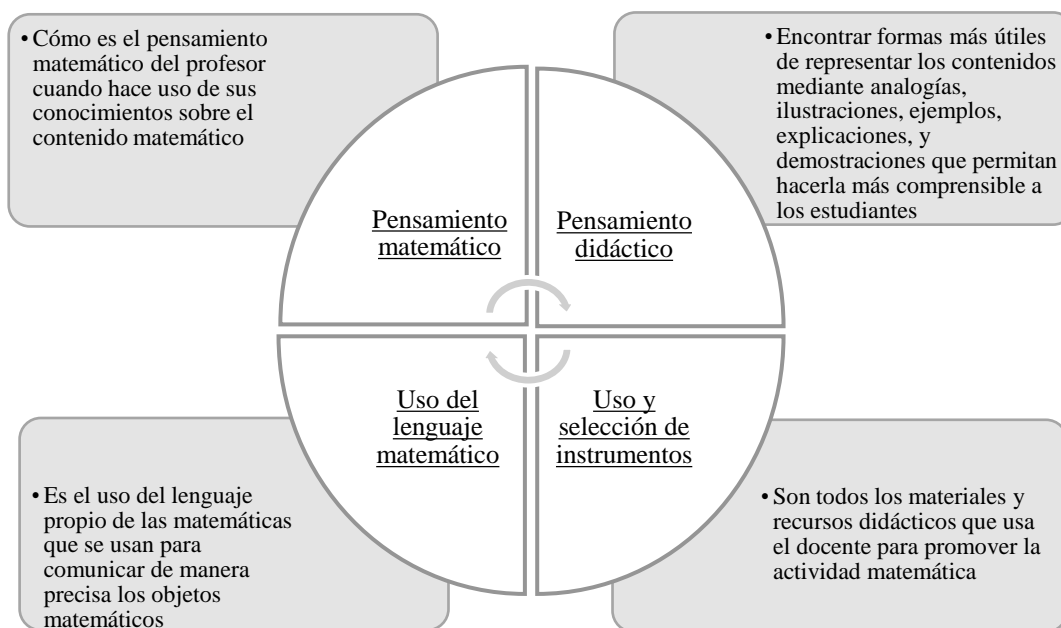 • Cómo es el pensamiento
matemático del profesor
cuando hace uso de sus
conocimientos sobre el
contenido matemático
• Encontrar formas más útiles
de representar los contenidos
mediante analogías,
ilustraciones, ejemplos,
explicaciones, y
demostraciones que permitan
hacerla más comprensible a
los estudiantes
Pensamiento
matemático
Pensamiento
didáctico
Uso del
lenguaje
matemático
Uso y
selección de
instrumentos
• Es el uso del lenguaje
propio de las matemáticas
que se usan para
comunicar de manera
precisa los objetos
matemáticos
• Son todos los materiales y
recursos didácticos que usa
el docente para promover la
actividad matemática